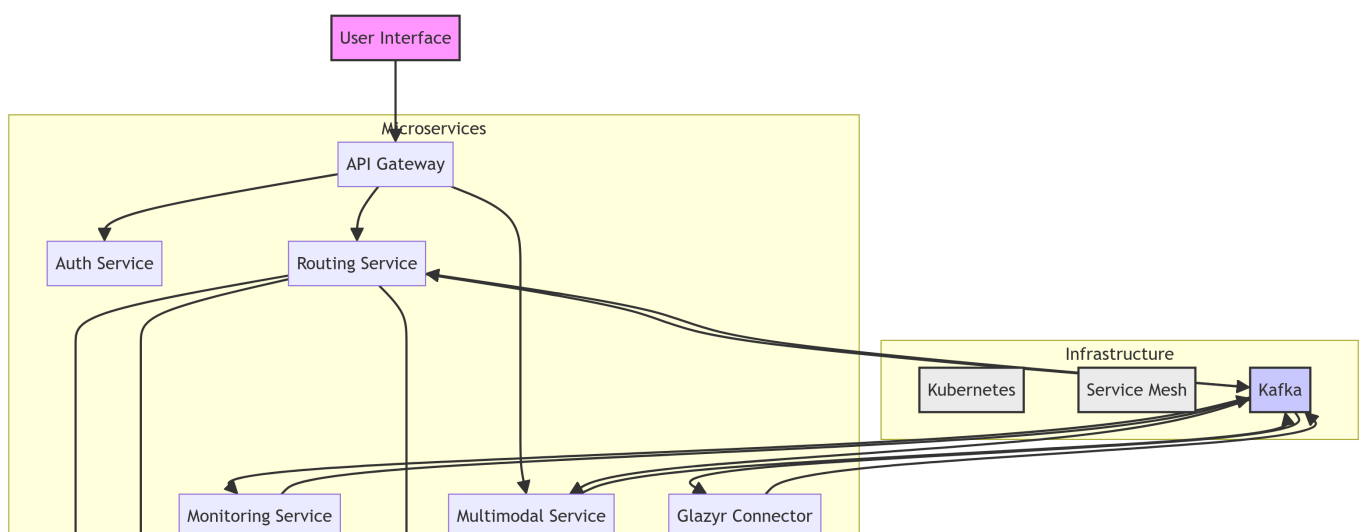 User Interface
Microservices
API Gateway
Auth Service
Routing Service
Infrastructure
Kubernetes
Service Mesh
Kafka
Monitoring Service
Multimodal Service
Glazyr Connector